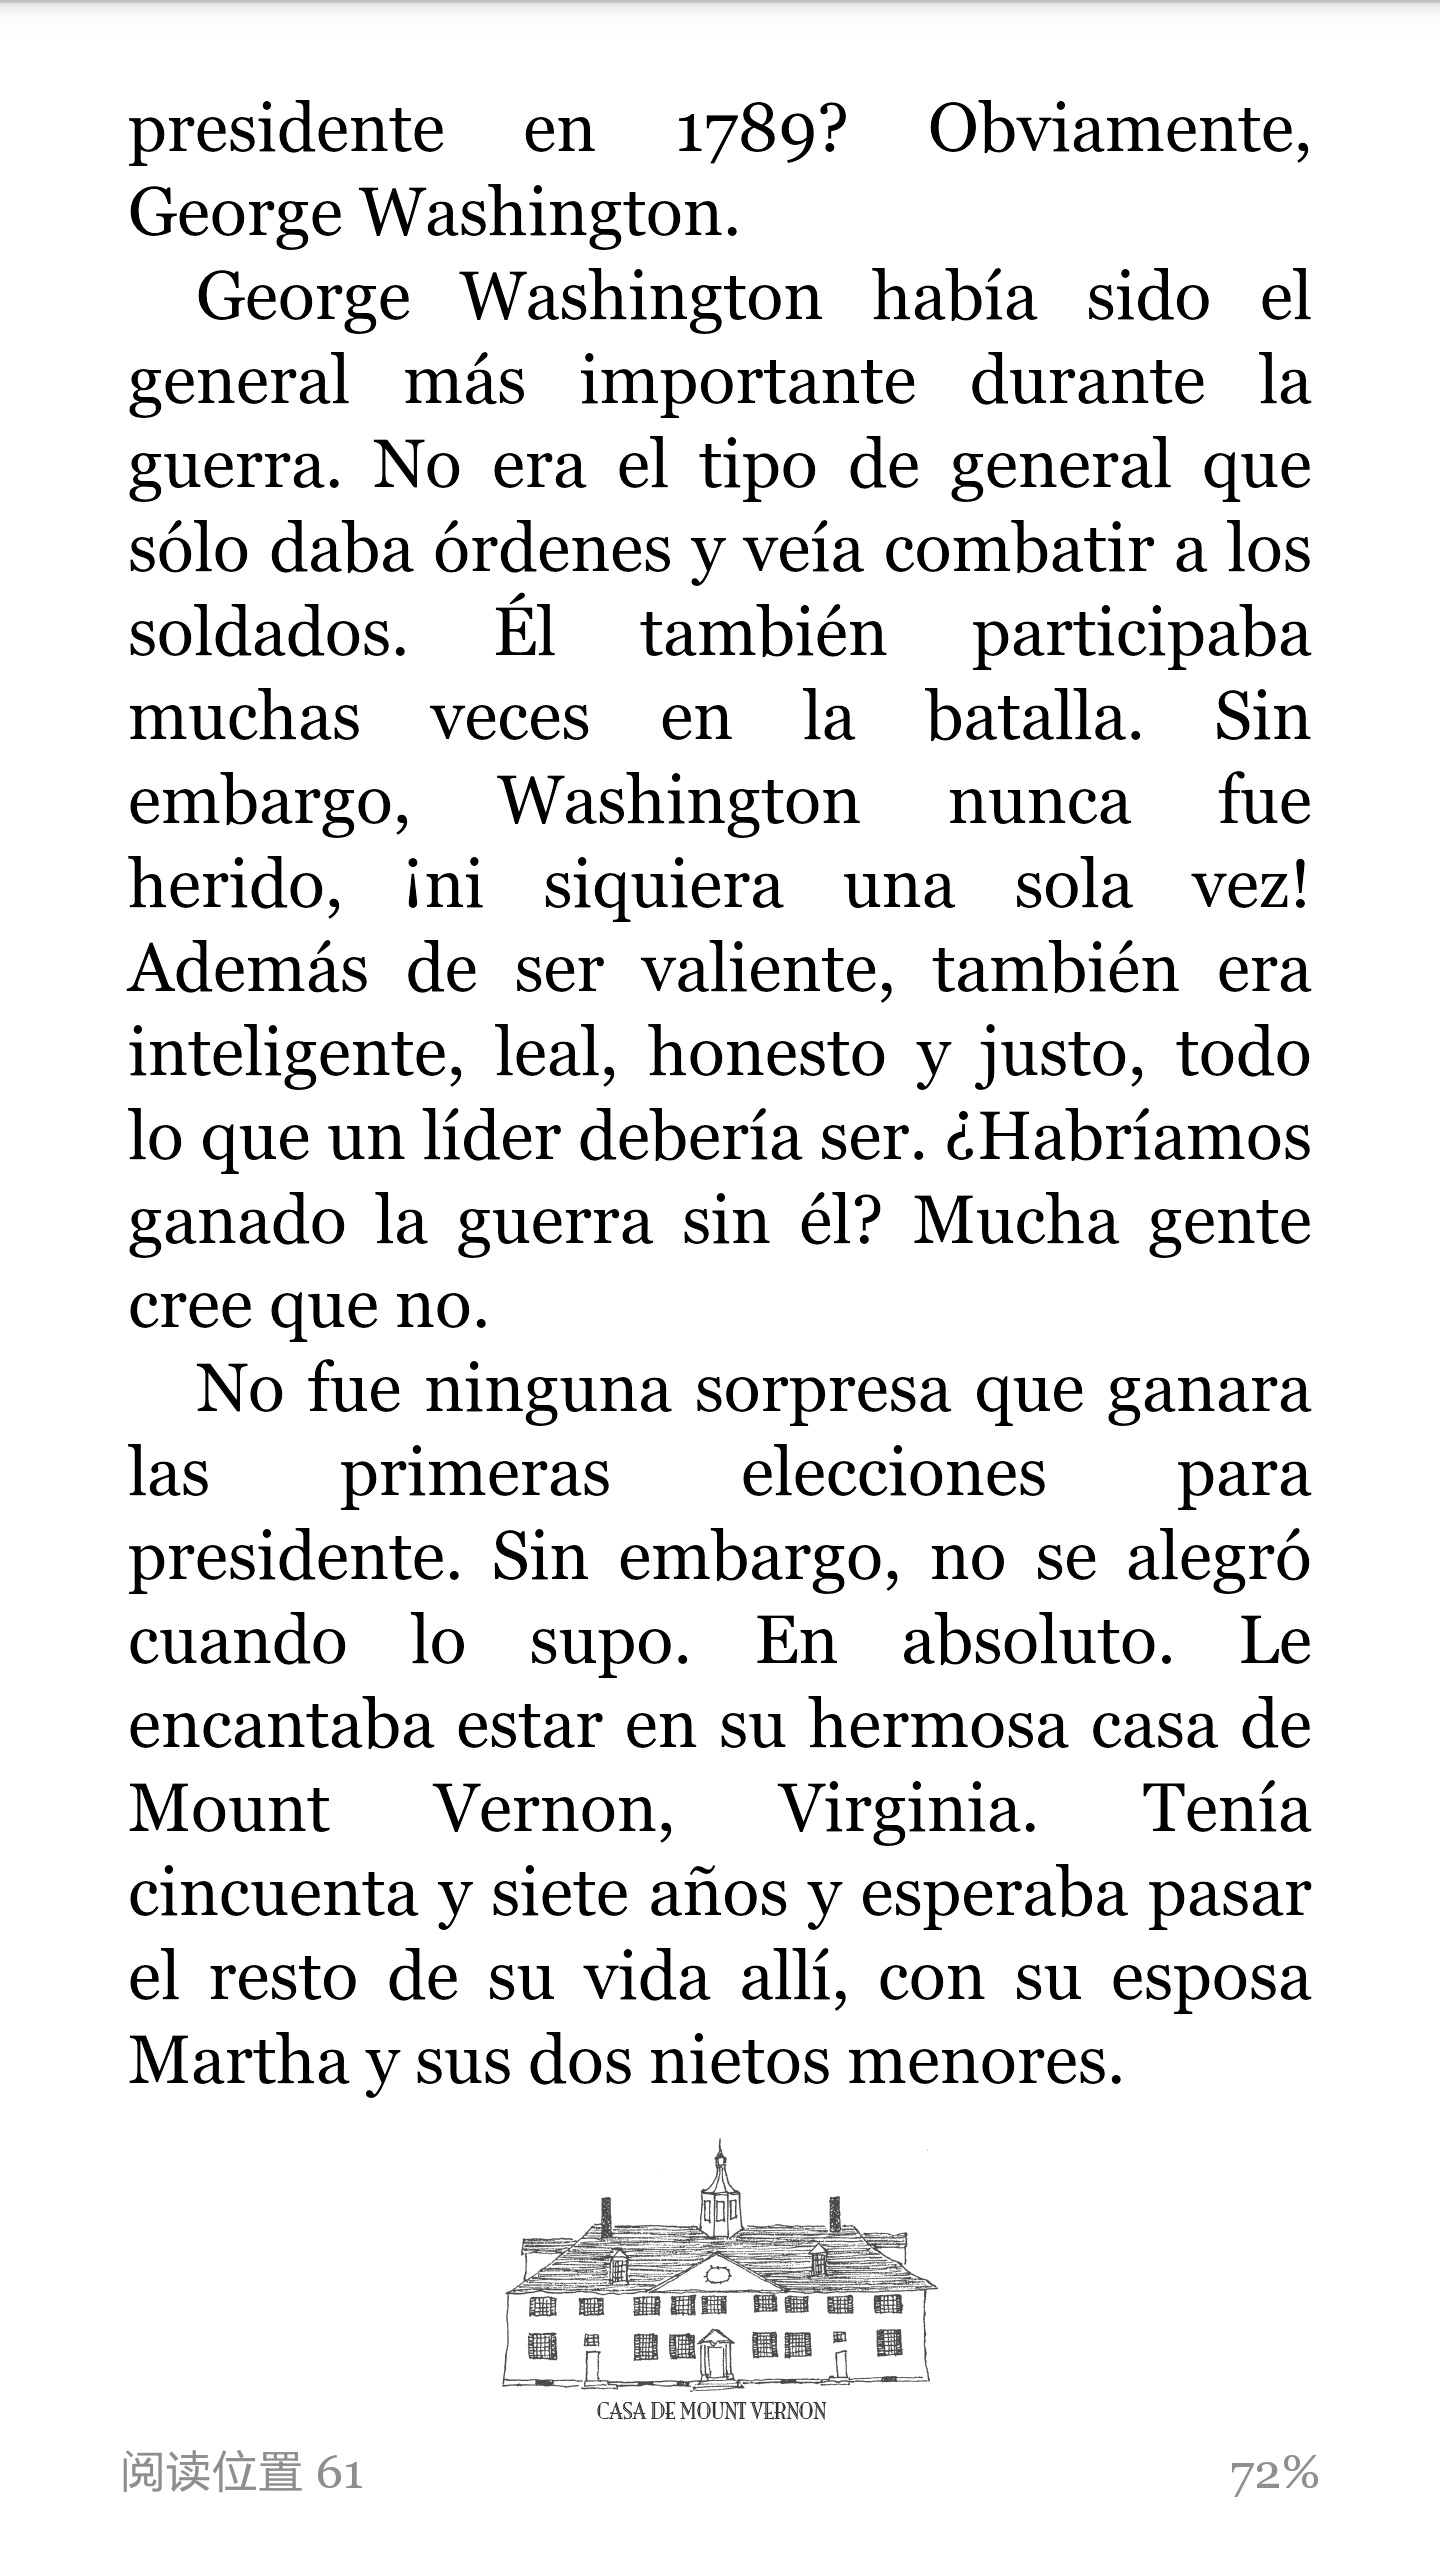 presidente en 1789? Obviamente,
George Washington.
George Washington había sido el
general más importante durante la
guerra. No era el tipo de general que
sólo daba órdenes y veía combatir a los
soldados. Él también participaba
muchas veces en la batalla. Sin
embargo, Washington nunca fue
herido, ¡ni siquiera una sola vez!
Además de ser valiente, también era
inteligente, leal, honesto y justo, todo
lo que un líder debería ser. ¿Habríamos
ganado la guerra sin él? Mucha gente
cree que no.
No fue ninguna sorpresa que ganara
las primeras elecciones para
presidente. Sin embargo, no se alegró
cuando lo supo. En absoluto. Le
encantaba estar en su hermosa casa de
Mount Vernon, Virginia. Tenía
cincuenta y siete años y esperaba pasar
el resto de su vida allí, con su esposa
Martha y sus dos nietos menores.
CASA DE MOUNT VERNON
阅读位置 61 72%